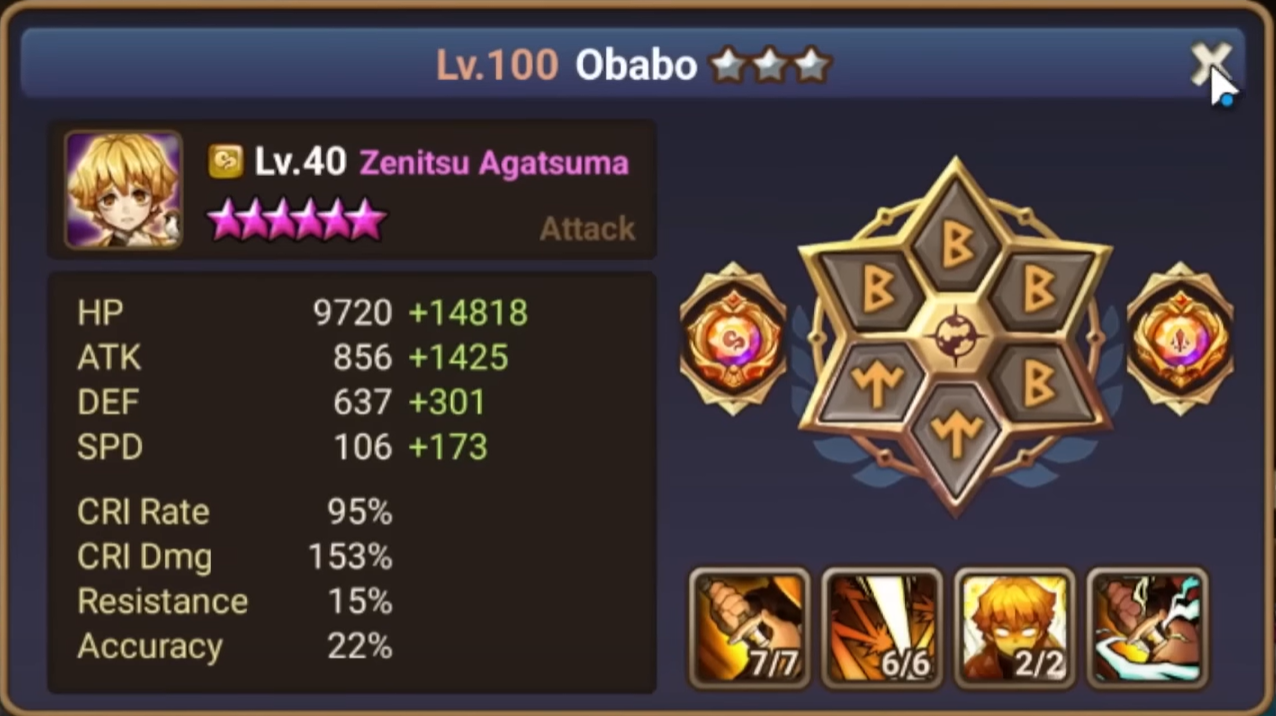 Lv.100 Obabo
Lv.40 Zenitsu Agatsuma
Attack
HP 9720 +14818
ATK 856 +1425
DEF 637 +301
SPD 106 +173
CRI Rate 95%
CRI Dmg 153%
Resistance 15%
Accuracy 22%
7/7 6/6 2/2